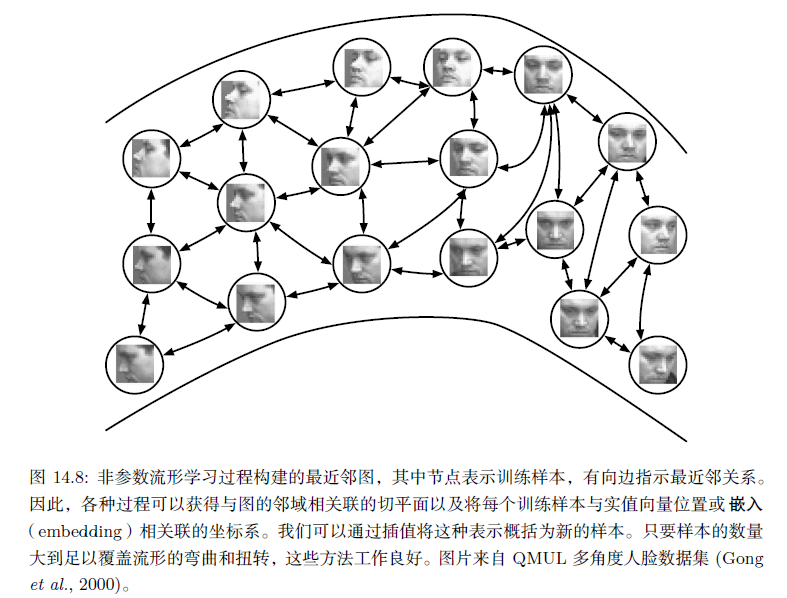 图 14.8: 非参数流形学习过程构建的最近邻图，其中节点表示训练样本，有向边指示最近邻关系。
因此，各种过程可以获得与图的邻域相关联的切平面以及将每个训练样本与实值向量位置或嵌入
(embedding) 相关联的坐标系。我们可以通过插值将这种表示概括为新的样本。只要样本的数量
大到足以覆盖流形的弯曲和扭转，这些方法工作良好。图片来自 QMUL 多角度人脸数据集 (Gong
et al., 2000)。